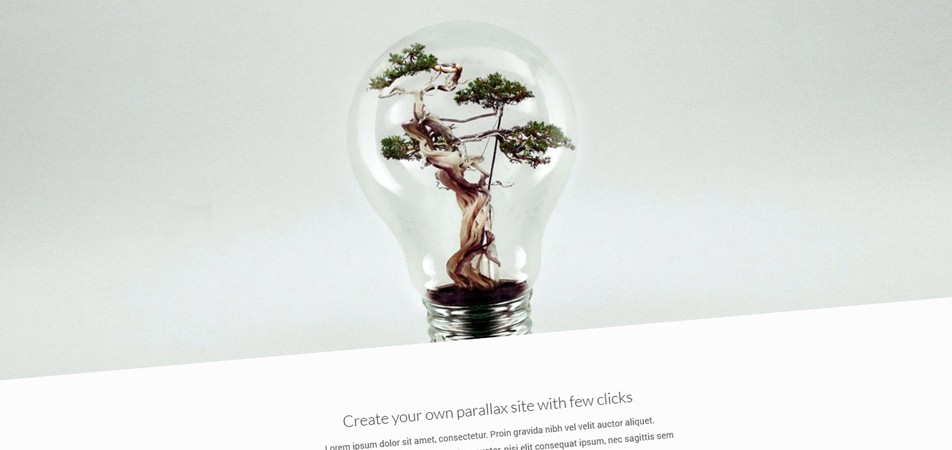 Create your own parallax site with few clicks
Lorem ipsum dolor sit amet, consectetur. Proin gravida nibh vel velit auctor aliquet.
nisi elit consequat ipsum, nec sagittis sem